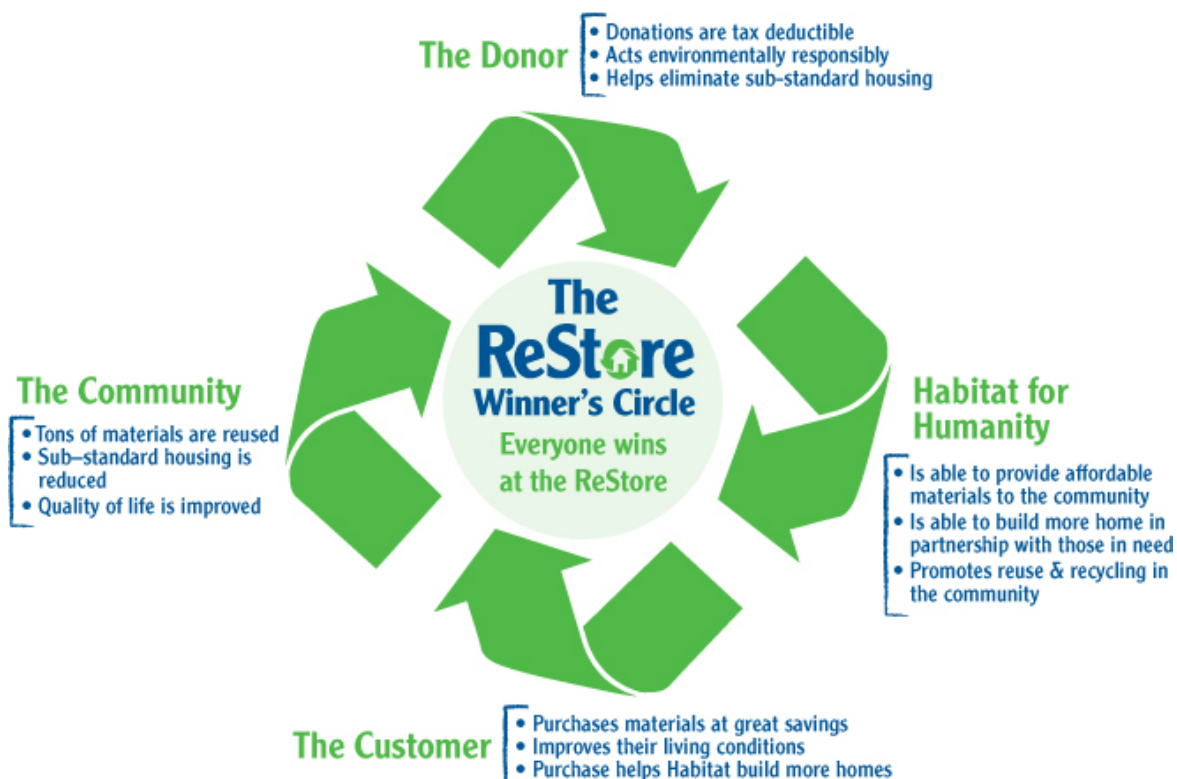 The Donor
• Donations are tax deductible
• Acts environmentally responsibly
• Helps eliminate sub-standard housing
The
ReStore
Winner's Circle
Everyone wins
at the ReStore
Habitat for
Humanity
• Is able to provide affordable
materials to the community
• Is able to build more home in
partnership with those in need
• Promotes reuse & recycling in
the community
The Customer
• Purchases materials at great savings
• Improves their living conditions
• Purchase helps Habitat build more homes
The Community
• Tons of materials are reused
• Sub-standard housing is
reduced
• Quality of life is improved